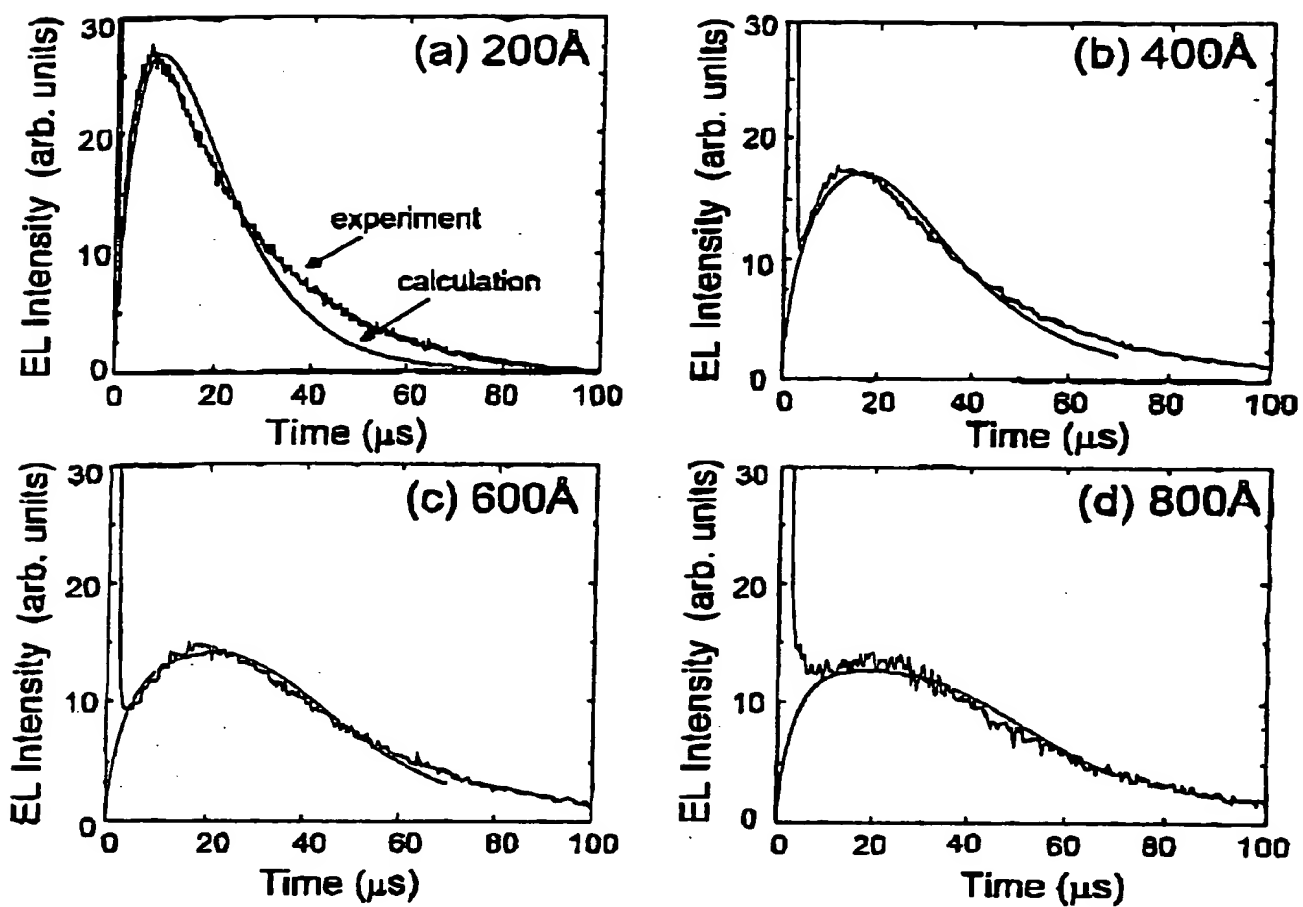 (a) 200Å
EL Intensity (arb. units)
30
20
10
0
experiment
calculation
0 20 40 60 80 100
Time (μs)
(b) 400Å
EL Intensity (arb. units)
30
20
10
0
0 20 40 60 80 100
Time (μs)
(c) 600Å
EL Intensity (arb. units)
30
20
10
0
0 20 40 60 80 100
Time (μs)
(d) 800Å
EL Intensity (arb. units)
30
20
10
0
0 20 40 60 80 100
Time (μs)